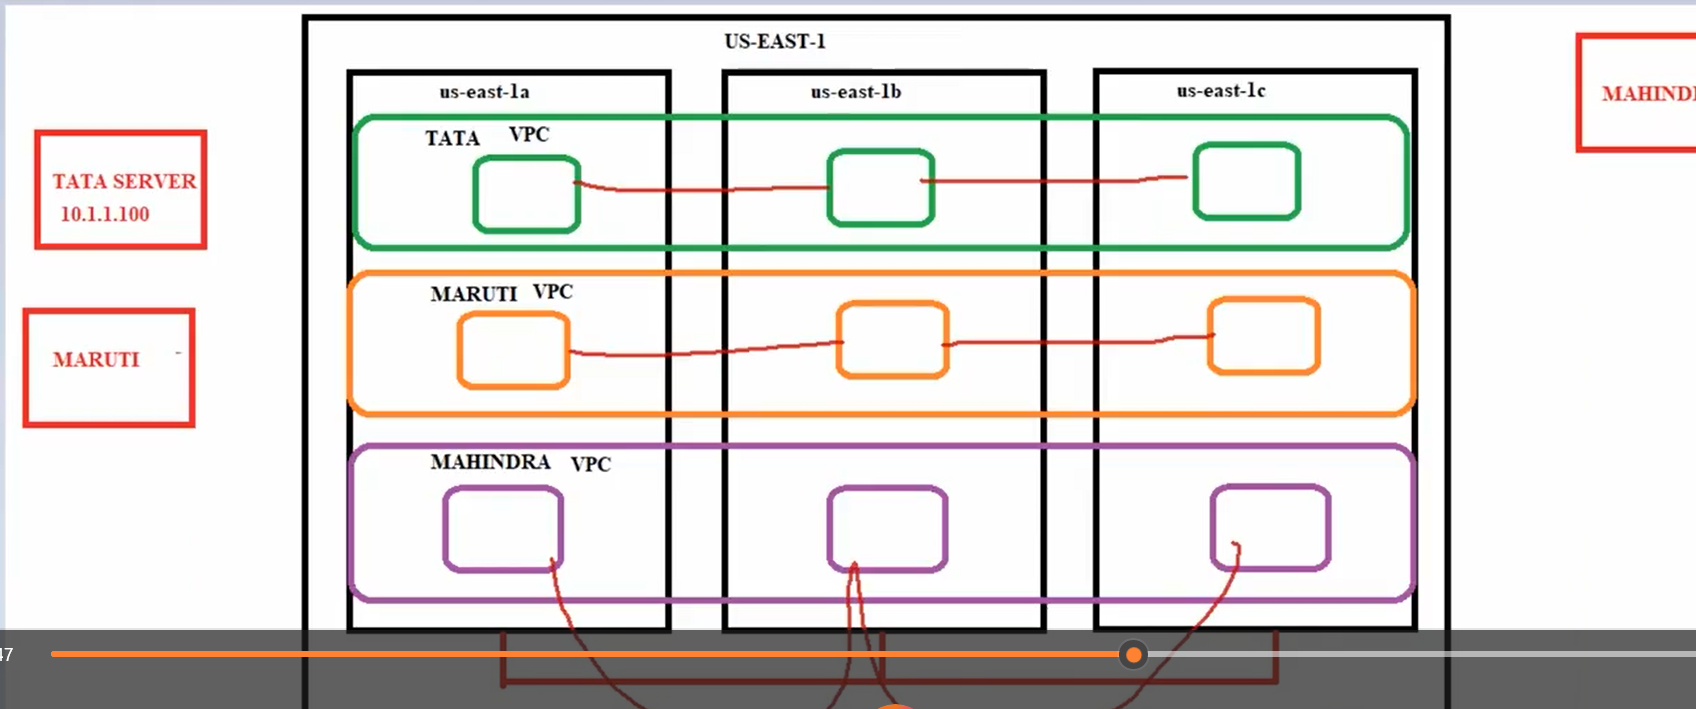 US-EAST-1
us-east-1a
us-east-1b
us-east-1c
TATA VPC
TATA SERVER
10.1.1.100
MARUTI VPC
MARUTI
MAHINDRA VPC
47